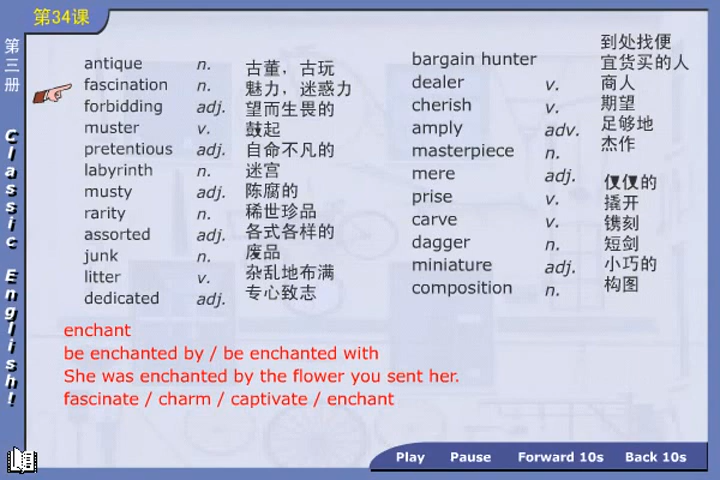 第34课
第三册
Classic English!
antique n. 古董，古玩
fascination n. 魅力，迷惑力
forbidding adj. 望而生畏的
muster v. 鼓起
pretentious adj. 自命不凡的
labyrinth n. 迷宫
musty adj. 陈腐的
rarity n. 稀世珍品
assorted adj. 各式各样的
junk n. 废品
litter v. 杂乱地布满
dedicated adj. 专心致志
bargain hunter 到处找便
宜货买的人
dealer v. 商人
cherish v. 期望
amply adv. 足够地
masterpiece n. 杰作
mere adj. 仅仅的
prise v. 撬开
carve v. 镌刻
dagger n. 短剑
miniature adj. 小巧的
composition n. 构图
enchant
be enchanted by / be enchanted with
She was enchanted by the flower you sent her.
fascinate / charm / captivate / enchant
Play Pause Forward 10s Back 10s